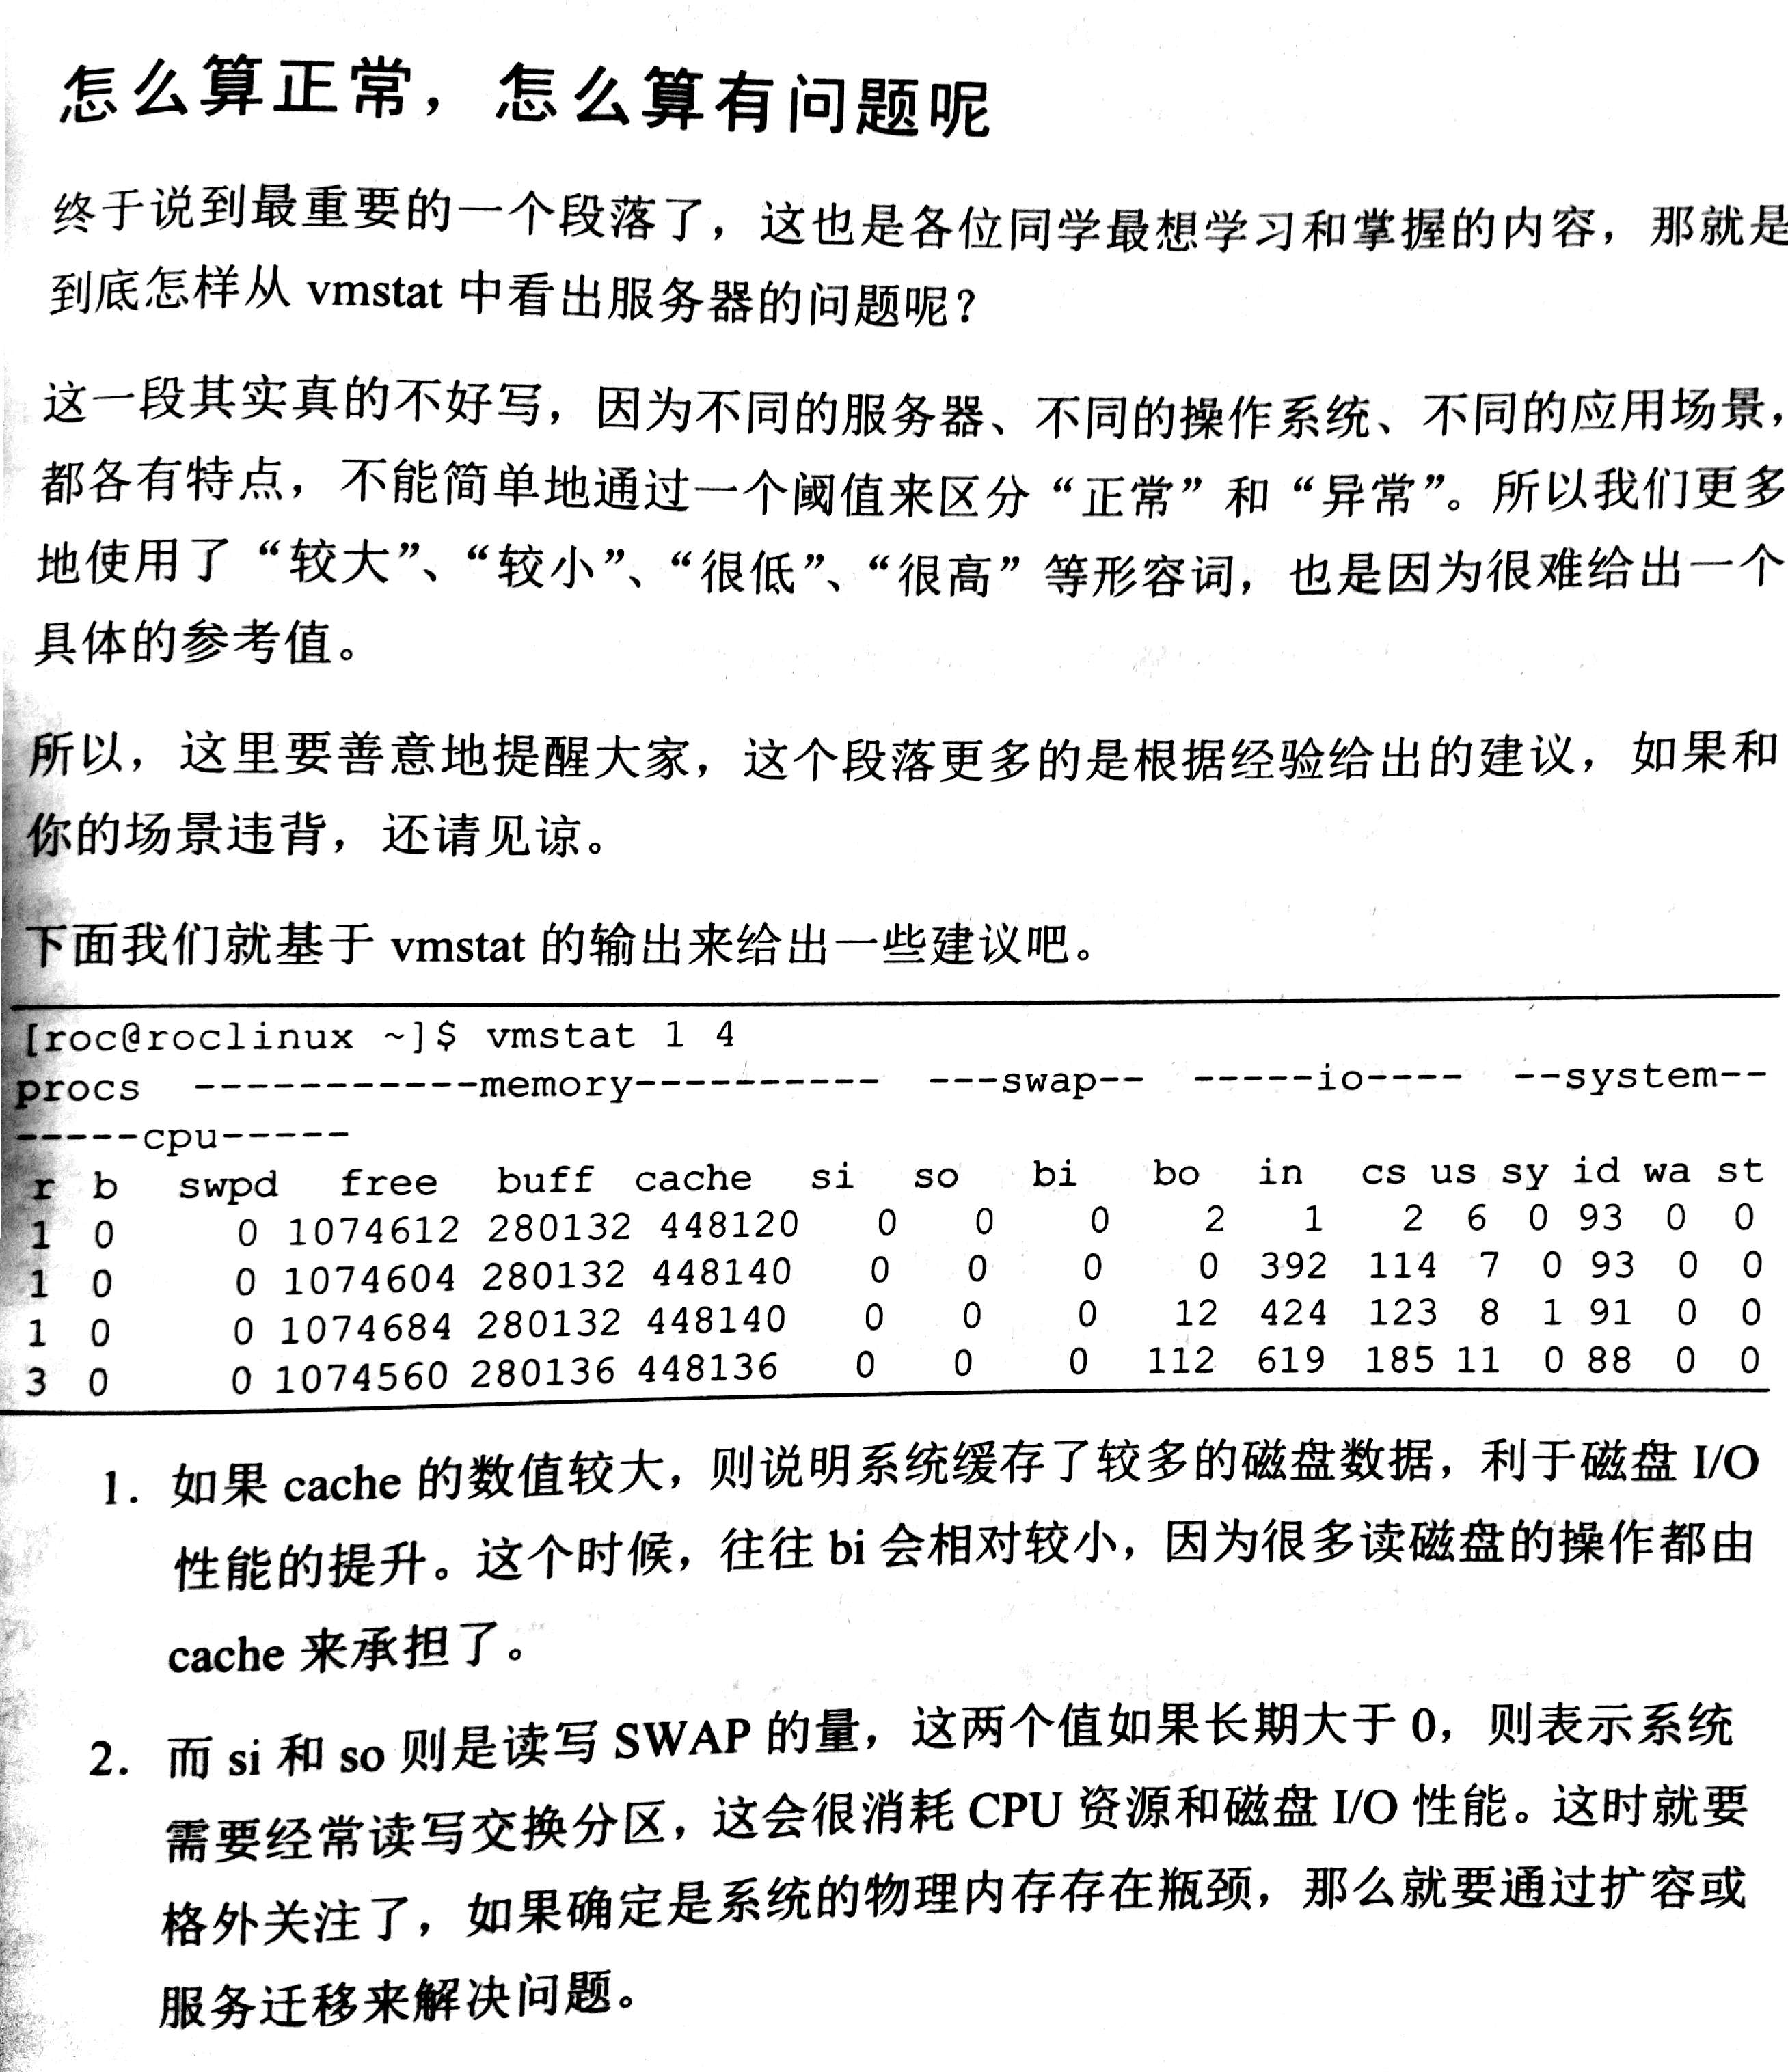 怎么算正常，怎么算有问题呢
终于说到最重要的一个段落了，这也是各位同学最想学习和掌握的内容，那就是
到底怎样从 vmstat 中看出服务器的问题呢？
这一段其实真的不好写，因为不同的服务器、不同的操作系统、不同的应用场景，
都各有特点，不能简单地通过一个阈值来区分“正常”和“异常”。所以我们更多
地使用了“较大”、“较小”、“很低”、“很高”等形容词，也是因为很难给出一个
具体的参考值。
所以，这里要善意地提醒大家，这个段落更多的是根据经验给出的建议，如果和
你的场景违背，还请见谅。
下面我们就基于 vmstat 的输出来给出一些建议吧。
[roc@roclinux ~]$ vmstat 1 4
procs -----------memory---------- ---swap-- -----io---- --system--
-----cpu-----
r b swpd free buff cache si so bi bo in cs us sy id wa st
1 0 0 1074612 280132 448120 0 0 0 2 1 2 6 0 93 0 0
1 0 0 1074604 280132 448140 0 0 0 0 392 114 7 0 93 0 0
1 0 0 1074684 280132 448140 0 0 0 12 424 123 8 1 91 0 0
3 0 0 1074560 280136 448136 0 0 0 112 619 185 11 0 88 0 0
1. 如果 cache 的数值较大，则说明系统缓存了较多的磁盘数据，利于磁盘 I/O
性能的提升。这个时候，往往 bi 会相对较小，因为很多读磁盘的操作都由
cache 来承担了。
2. 而 si 和 so 则是读写 SWAP 的量，这两个值如果长期大于 0，则表示系统
需要经常读写交换分区，这会很消耗 CPU 资源和磁盘 I/O 性能。这时就要
格外关注了，如果确定是系统的物理内存存在瓶颈，那么就要通过扩容或
服务迁移来解决问题。